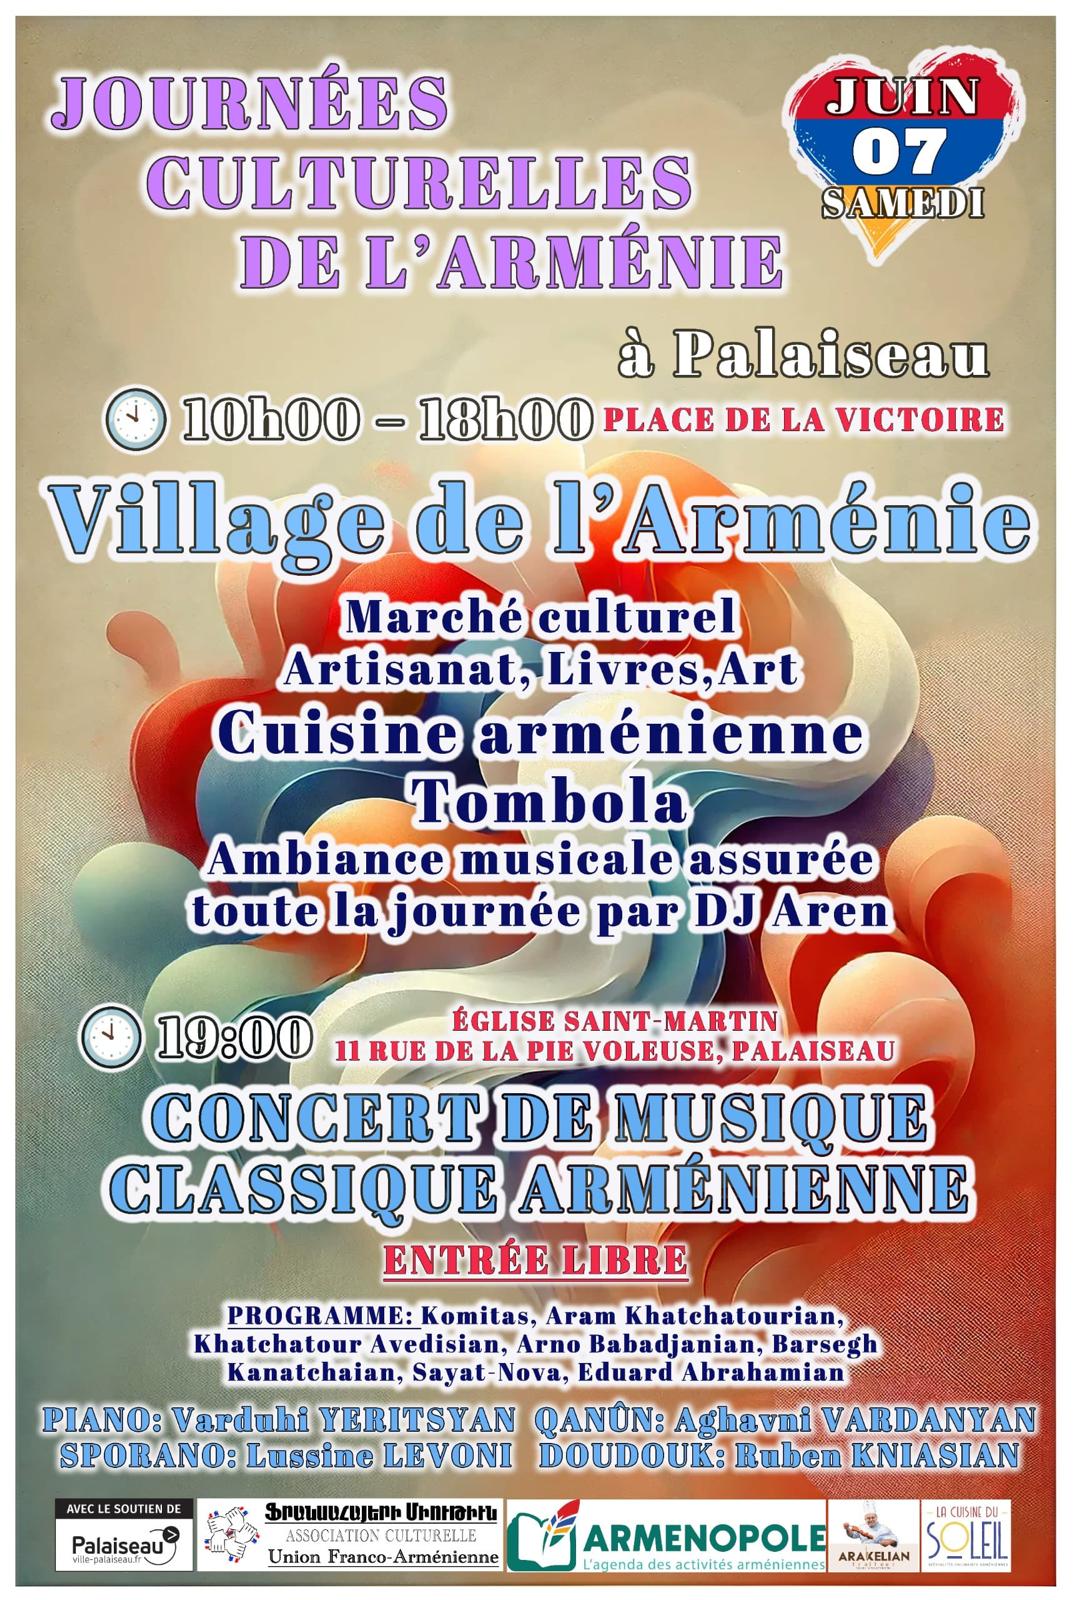 JOURNÉES
CULTURELLES
DE L'ARMÉNIE
JUIN
07
SAMEDI
à Palaiseau
10h00 – 18h00 PLACE DE LA VICTOIRE
Village de l'Arménie
Marché culturel
Artisanat, Livres,Art
Cuisine arménienne
Tombola
Ambiance musicale assurée
toute la journée par DJ Aren
19:00
ÉGLISE SAINT-MARTIN
11 RUE DE LA PIE VOLEUSE, PALAISEAU
CONCERT DE MUSIQUE
CLASSIQUE ARMÉNIENNE
ENTRÉE LIBRE
PROGRAMME: Komitas, Aram Khatchatourian,
Khatchatour Avedisian, Arno Babadjanian, Barsegh
Kanatchaian, Sayat-Nova, Eduard Abrahamian
PIANO: Varduhi YERITSYAN QANÛN: Aghavni VARDANYAN
SPORANO: Lussine LEVONI DOUDOUK: Ruben KNIASIAN
AVEC LE SOUTIEN DE
Palaiseau
ville-palaiseau.fr
Ֆրանսահայերի Միություն
ASSOCIATION CULTURELLE
Union Franco-Arménienne
ARMENOPOLE
L'agenda des activités arméniennes
ARAKELIAN
traiteur
LA CUISINE DU
SOLEIL